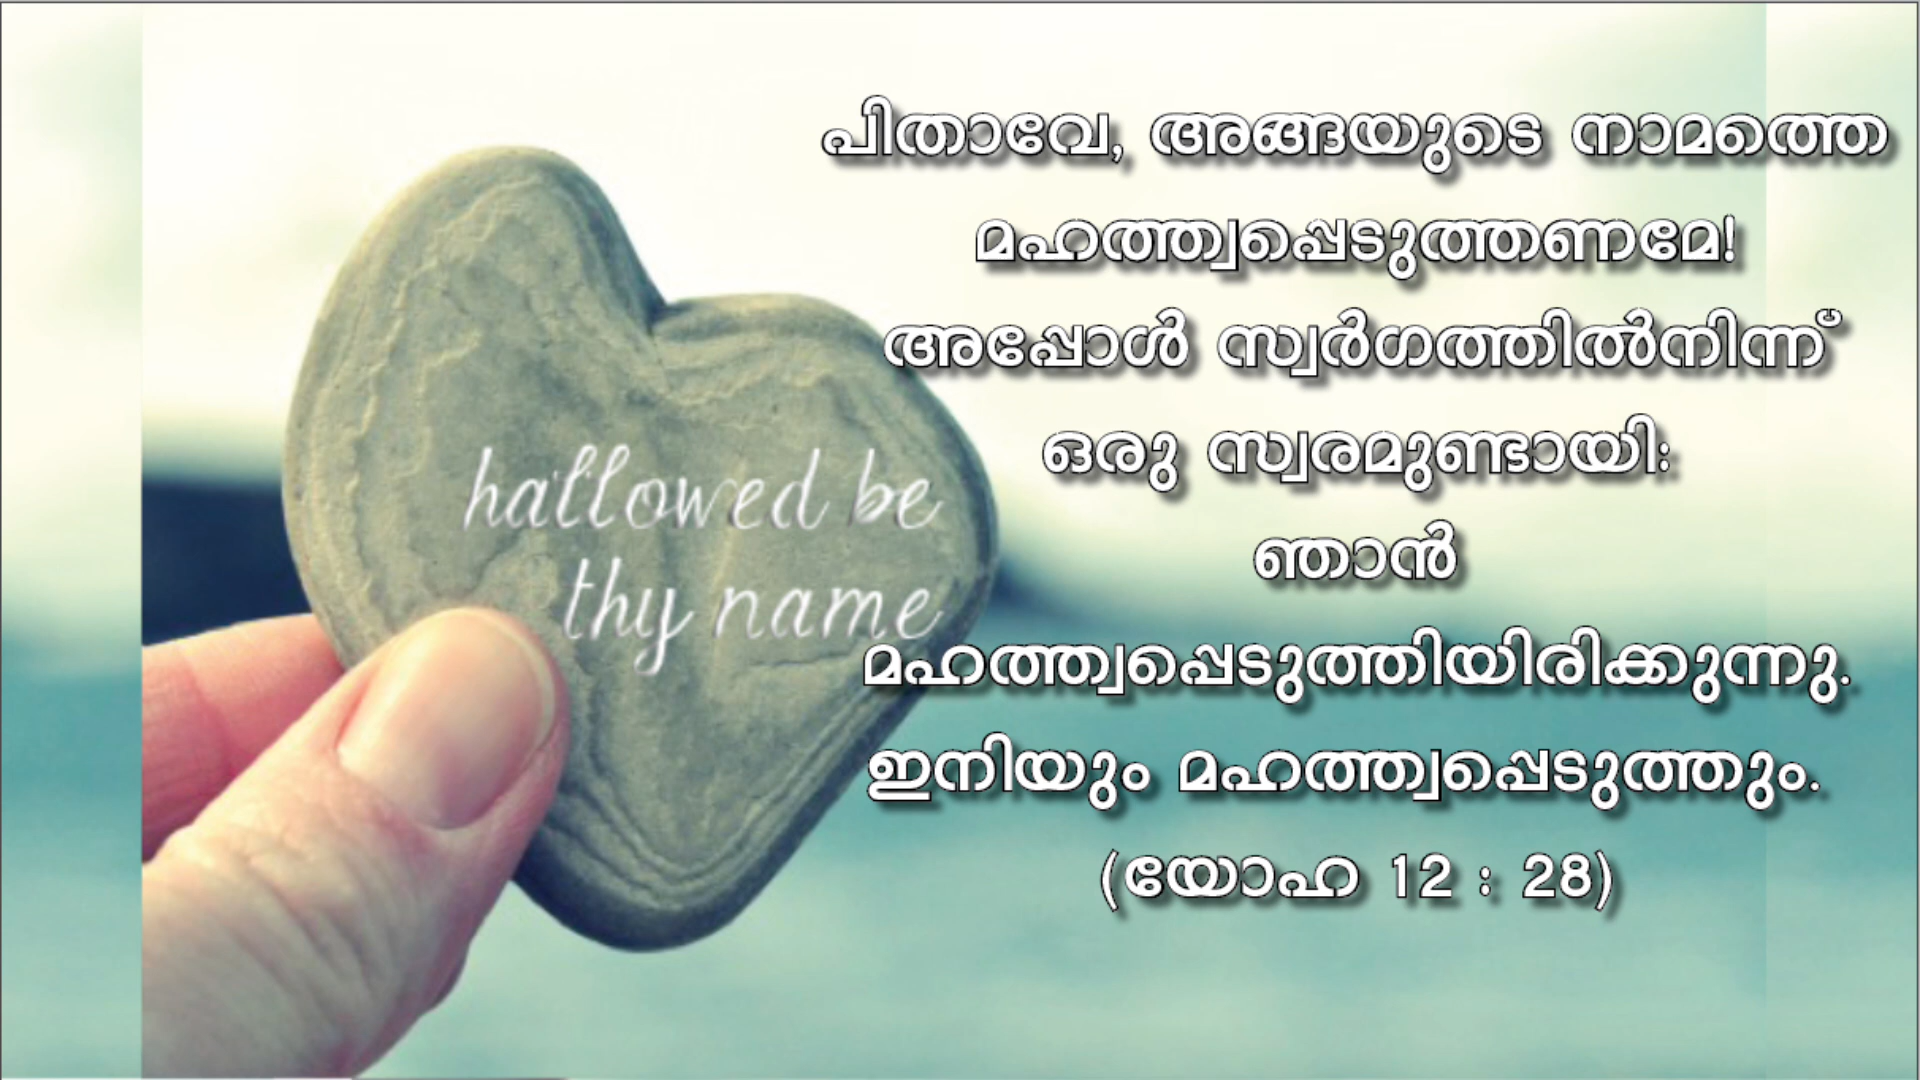 hallowed be
thy name
പിതാവേ, അങ്ങയുടെ നാമത്തെ
മഹത്ത്വപ്പെടുത്തണമേ!
അപ്പോൾ സ്വർഗത്തിൽനിന്ന്
ഒരു സ്വരമുണ്ടായി:
ഞാൻ
മഹത്ത്വപ്പെടുത്തിയിരിക്കുന്നു.
ഇനിയും മഹത്ത്വപ്പെടുത്തും.
(യോഹ 12 : 28)